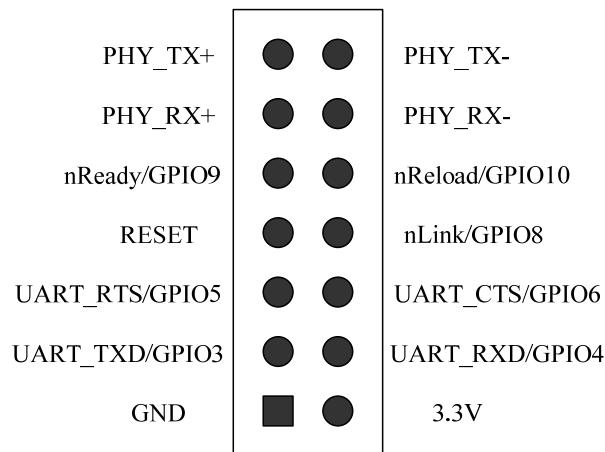 PHY_TX+ PHY_TX-
PHY_RX+ PHY_RX-
nReady/GPIO9 nReload/GPIO10
RESET nLink/GPIO8
UART_RTS/GPIO5 UART_CTS/GPIO6
UART_TXD/GPIO3 UART_RXD/GPIO4
GND 3.3V